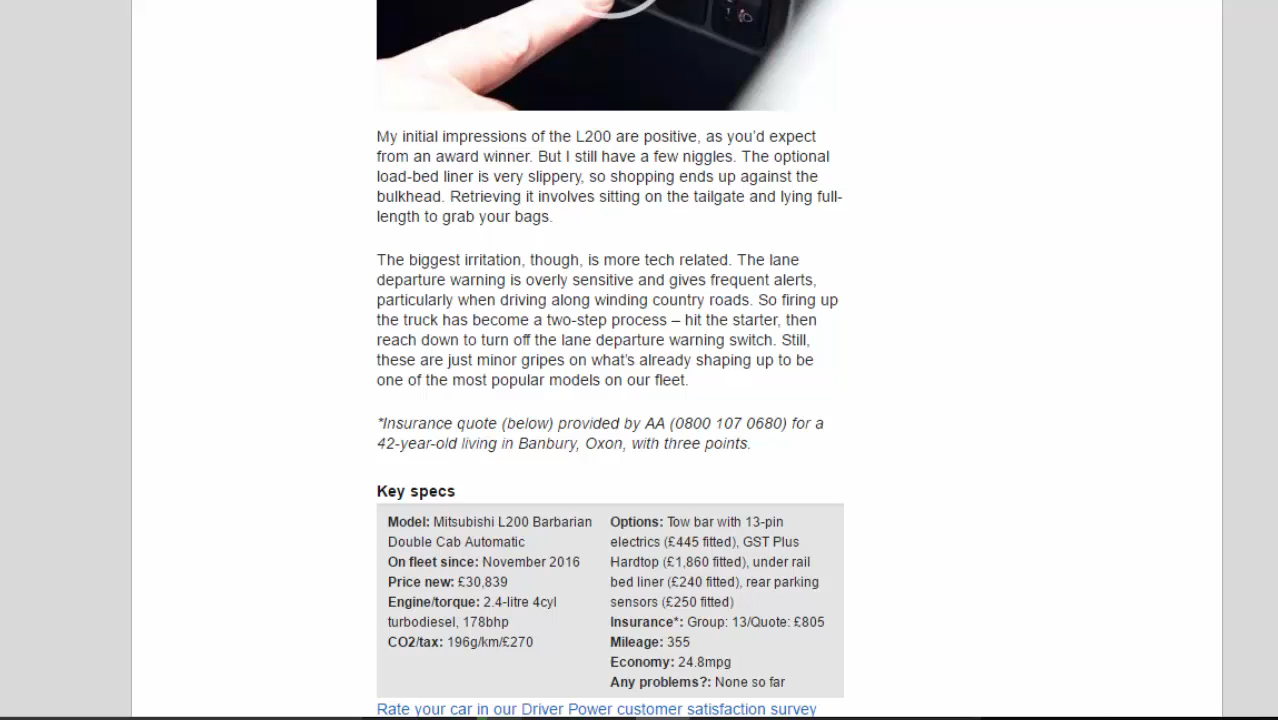 My initial impressions of the L200 are positive, as you’d expect
from an award winner. But I still have a few niggles. The optional
load-bed liner is very slippery, so shopping ends up against the
bulkhead. Retrieving it involves sitting on the tailgate and lying full-
length to grab your bags.
The biggest irritation, though, is more tech related. The lane
departure warning is overly sensitive and gives frequent alerts,
particularly when driving along winding country roads. So firing up
the truck has become a two-step process – hit the starter, then
reach down to turn off the lane departure warning switch. Still,
these are just minor gripes on what’s already shaping up to be
one of the most popular models on our fleet.
*Insurance quote (below) provided by AA (0800 107 0680) for a
42-year-old living in Banbury, Oxon, with three points.
Key specs
Model: Mitsubishi L200 Barbarian
Double Cab Automatic
On fleet since: November 2016
Price new: £30,839
Engine/torque: 2.4-litre 4cyl
turbodiesel, 178bhp
CO2/tax: 196g/km/£270
Options: Tow bar with 13-pin
electrics (£445 fitted), GST Plus
Hardtop (£1,860 fitted), under rail
bed liner (£240 fitted), rear parking
sensors (£250 fitted)
Insurance*: Group: 13/Quote: £805
Mileage: 355
Economy: 24.8mpg
Any problems?: None so far
Rate your car in our Driver Power customer satisfaction survey